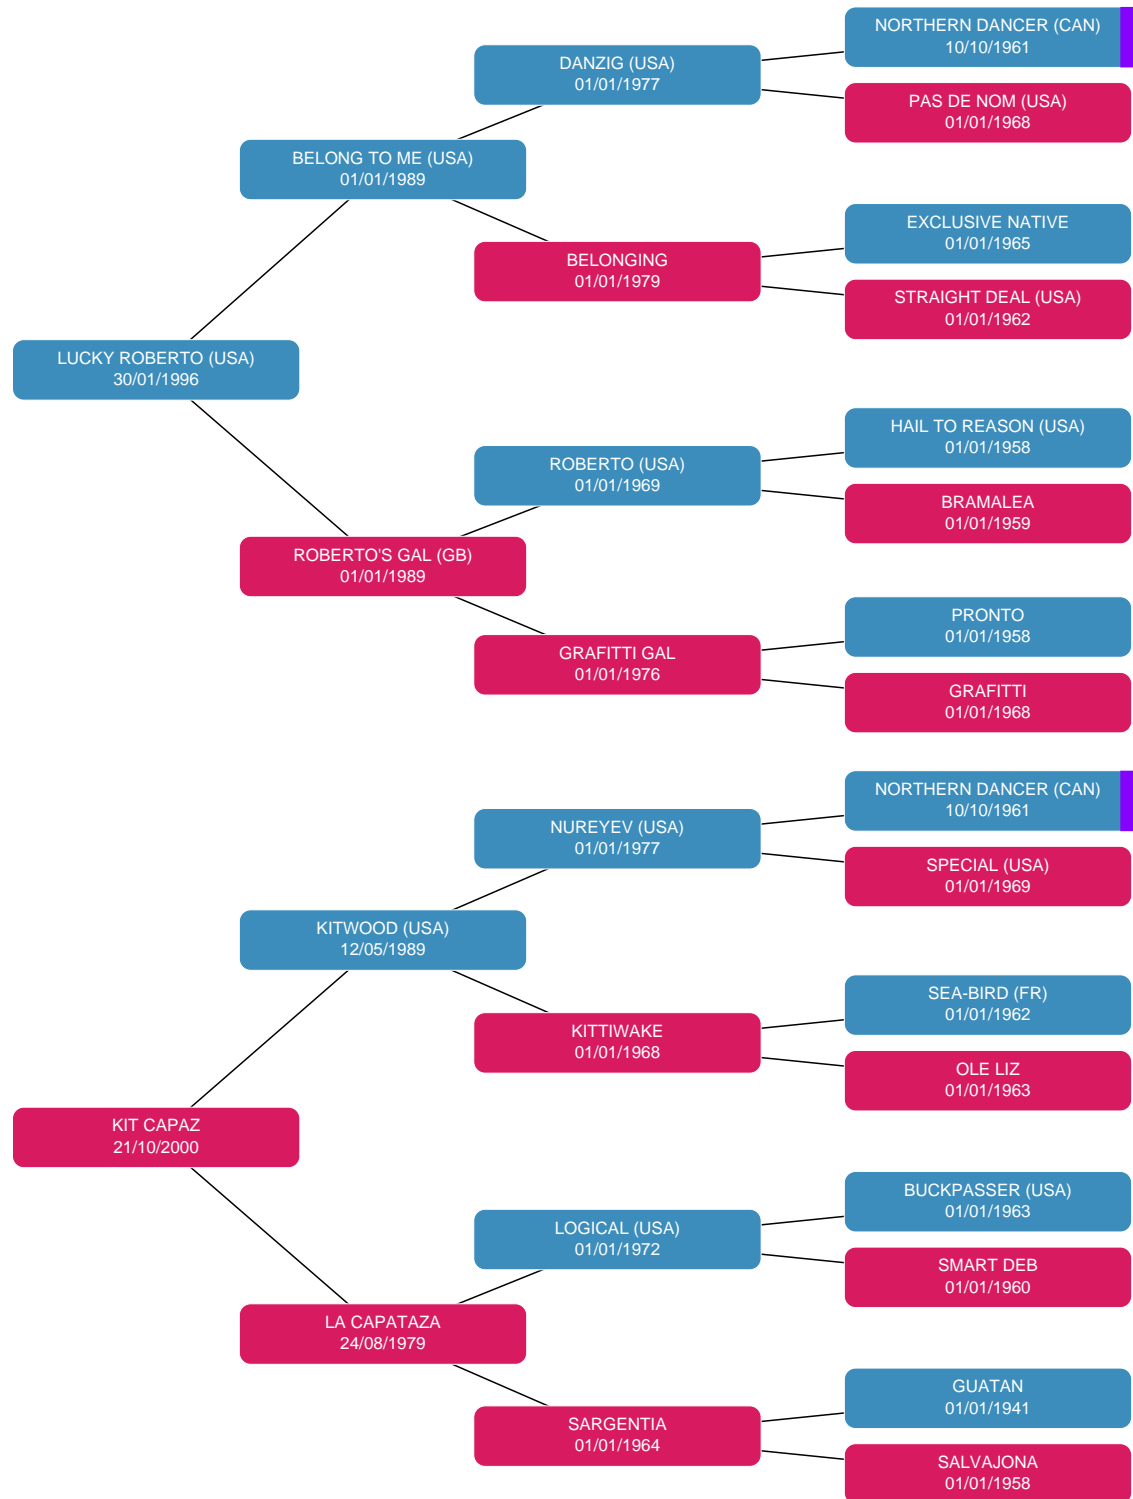 NORTHERN DANCER (CAN)
10/10/1961
DANZIG (USA)
01/01/1977
PAS DE NOM (USA)
01/01/1968
BELONG TO ME (USA)
01/01/1989
EXCLUSIVE NATIVE
01/01/1965
BELONGING
01/01/1979
STRAIGHT DEAL (USA)
01/01/1962
LUCKY ROBERTO (USA)
30/01/1996
HAIL TO REASON (USA)
01/01/1958
ROBERTO (USA)
01/01/1969
BRAMALEA
01/01/1959
ROBERTO'S GAL (GB)
01/01/1989
PRONTO
01/01/1958
GRAFITTI GAL
01/01/1976
GRAFITTI
01/01/1968
NORTHERN DANCER (CAN)
10/10/1961
NUREYEV (USA)
01/01/1977
SPECIAL (USA)
01/01/1969
KITWOOD (USA)
12/05/1989
SEA-BIRD (FR)
01/01/1962
KITTIWAKE
01/01/1968
OLE LIZ
01/01/1963
KIT CAPAZ
21/10/2000
BUCKPASSER (USA)
01/01/1963
LOGICAL (USA)
01/01/1972
SMART DEB
01/01/1960
LA CAPATAZA
24/08/1979
GUATAN
01/01/1941
SARGENTIA
01/01/1964
SALVAJONA
01/01/1958